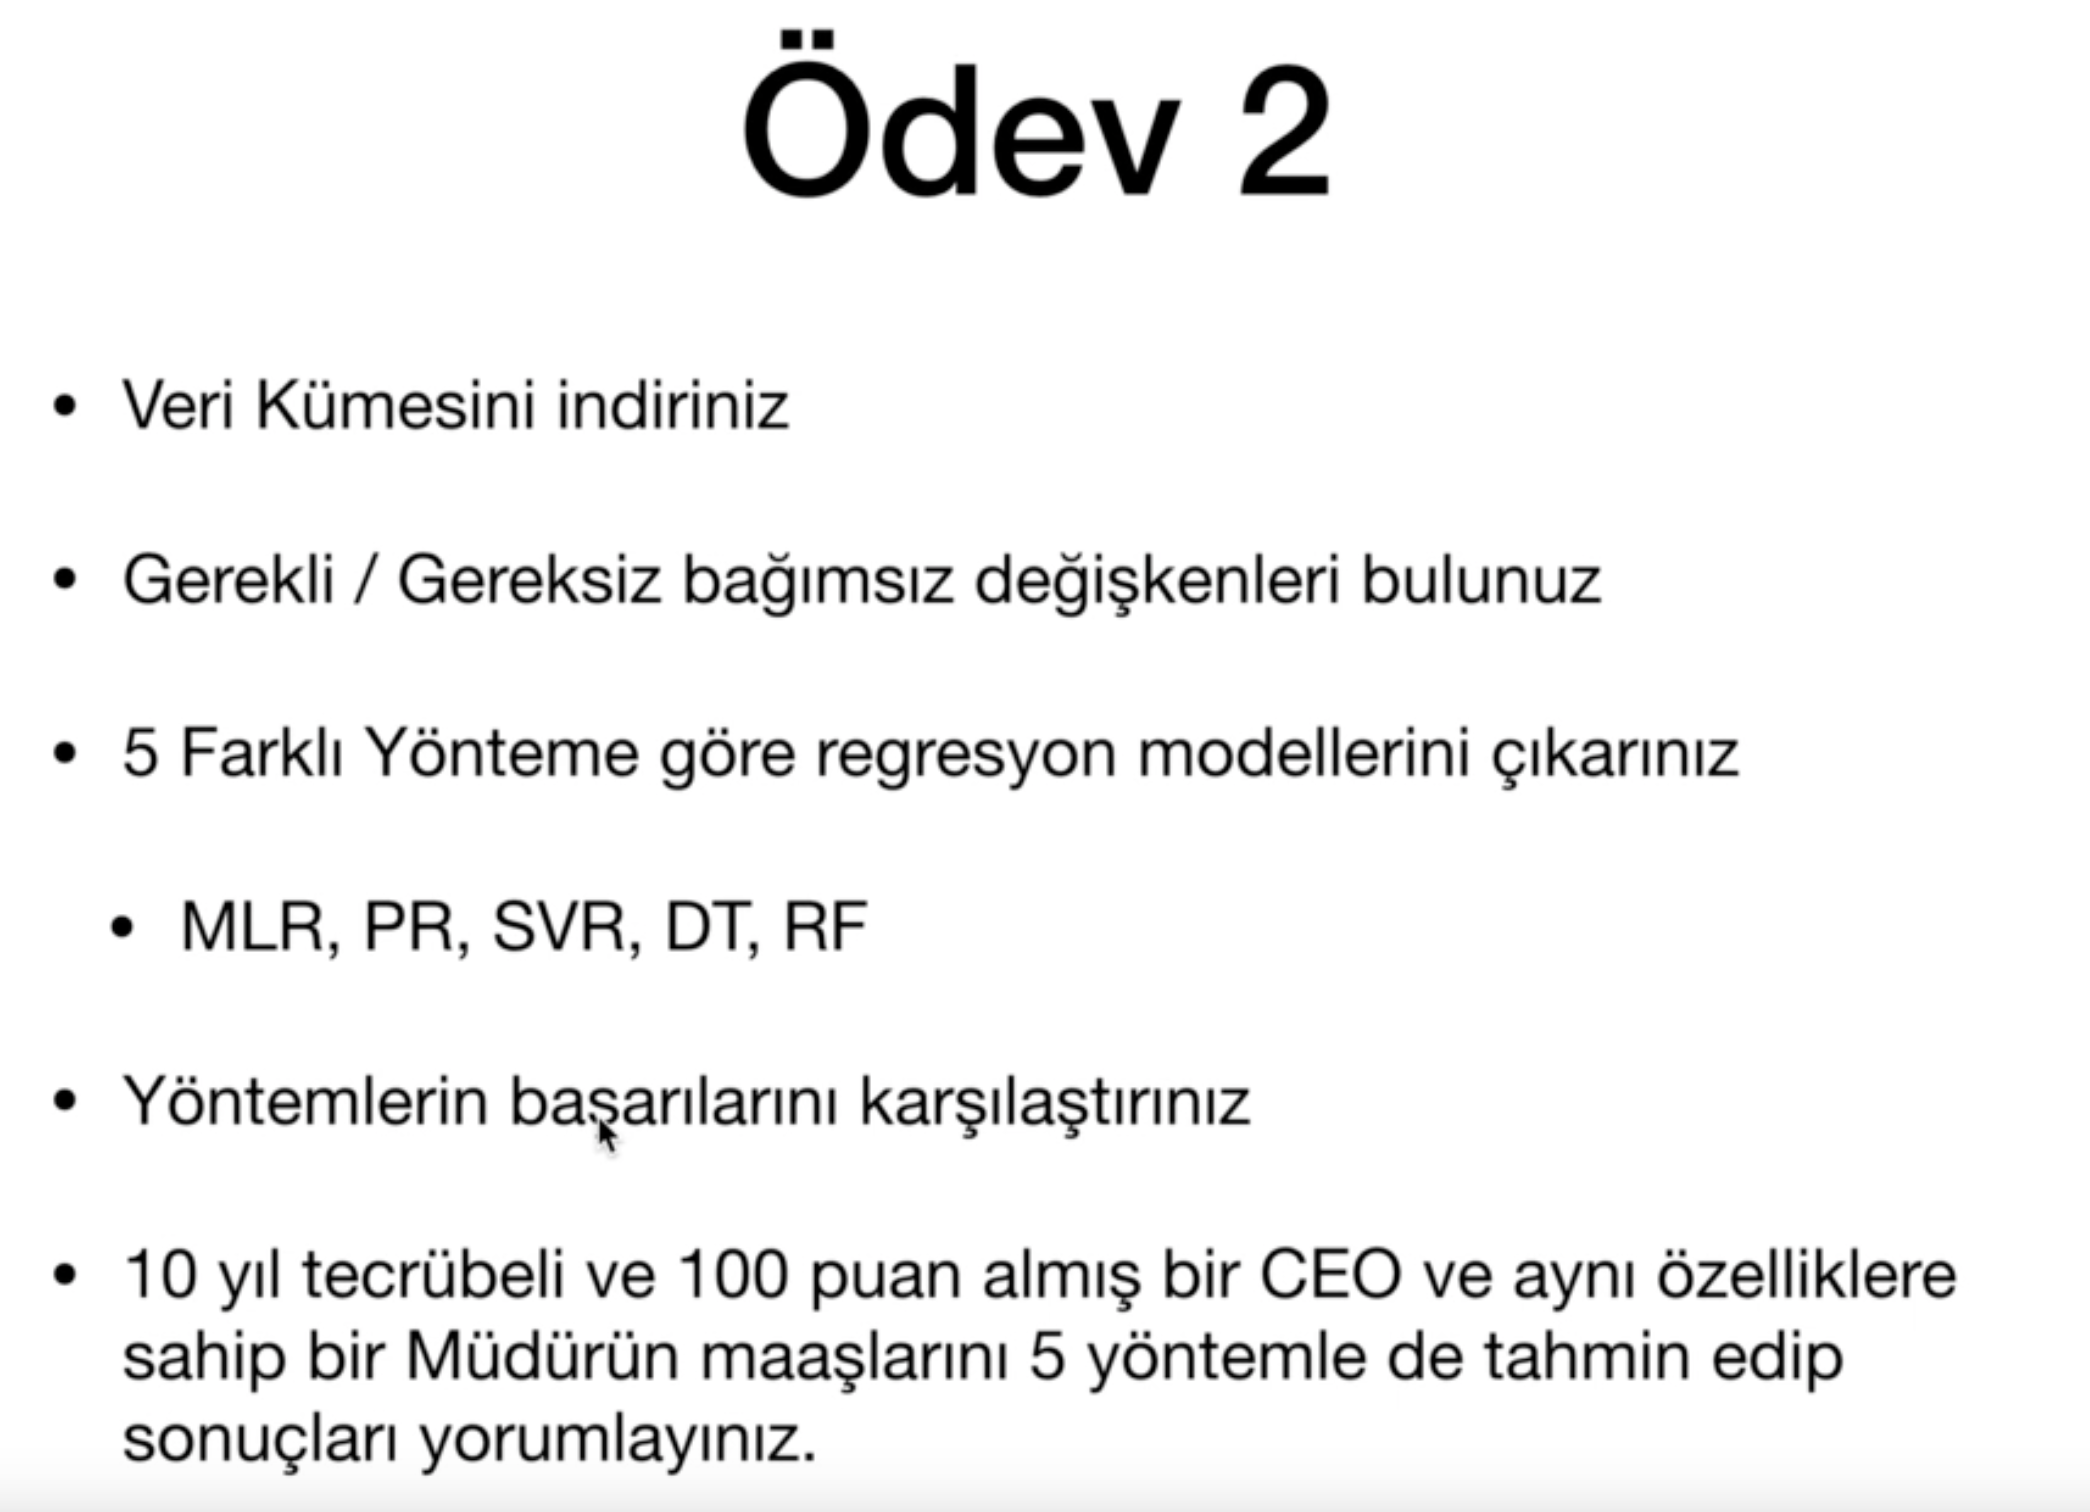 Ödev 2
• Veri Kümesini indiriniz
• Gerekli / Gereksiz bağımsız değişkenleri bulunuz
• 5 Farklı Yönteme göre regresyon modellerini çıkarınız
• MLR, PR, SVR, DT, RF
• Yöntemlerin başarılarını karşılaştırınız
• 10 yıl tecrübeli ve 100 puan almış bir CEO ve aynı özelliklere
sahip bir Müdürün maaşlarını 5 yöntemle de tahmin edip
sonuçları yorumlayınız.